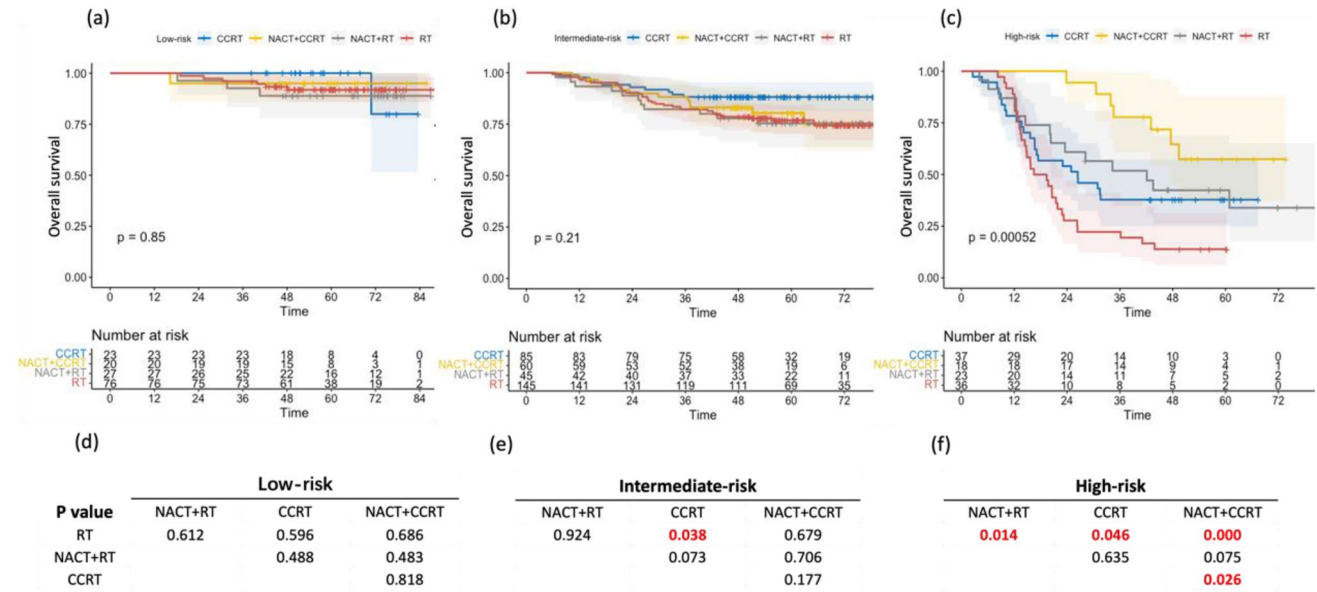 (a)
Low-risk CCRT NACT+CCRT NACT+RT RT
1.00
0.75
0.50
0.25
0.00
Overall survival
p = 0.85
0 12 24 36 48 60 72 84
Time
Number at risk
CCRT 23 23 23 23 18 8 4 0
NACT+CCRT 20 20 19 19 15 8 3 1
NACT+RT 27 27 26 25 22 16 12 1
RT 76 76 75 73 61 38 19 2
0 12 24 36 48 60 72 84
Time
(b)
Intermediate-risk CCRT NACT+CCRT NACT+RT RT
1.00
0.75
0.50
0.25
0.00
Overall survival
p = 0.21
0 12 24 36 48 60 72
Time
Number at risk
CCRT 85 83 79 75 58 32 19
NACT+CCRT 60 59 53 52 38 19 6
NACT+RT 45 42 40 37 33 22 11
RT 145 141 131 119 111 69 35
0 12 24 36 48 60 72
Time
(c)
High-risk CCRT NACT+CCRT NACT+RT RT
1.00
0.75
0.50
0.25
0.00
Overall survival
p = 0.00052
0 12 24 36 48 60 72
Time
Number at risk
CCRT 37 29 20 14 10 3 0
NACT+CCRT 18 18 17 14 9 4 1
NACT+RT 23 20 14 11 7 5 2
RT 36 32 10 8 5 2 0
0 12 24 36 48 60 72
Time
(d)
Low-risk
P value NACT+RT CCRT NACT+CCRT
RT 0.612 0.596 0.686
NACT+RT 0.488 0.483
CCRT 0.818
(e)
Intermediate-risk
NACT+RT CCRT NACT+CCRT
0.924 0.038 0.679
0.073 0.706
0.177
(f)
High-risk
NACT+RT CCRT NACT+CCRT
0.014 0.046 0.000
0.635 0.075
0.026